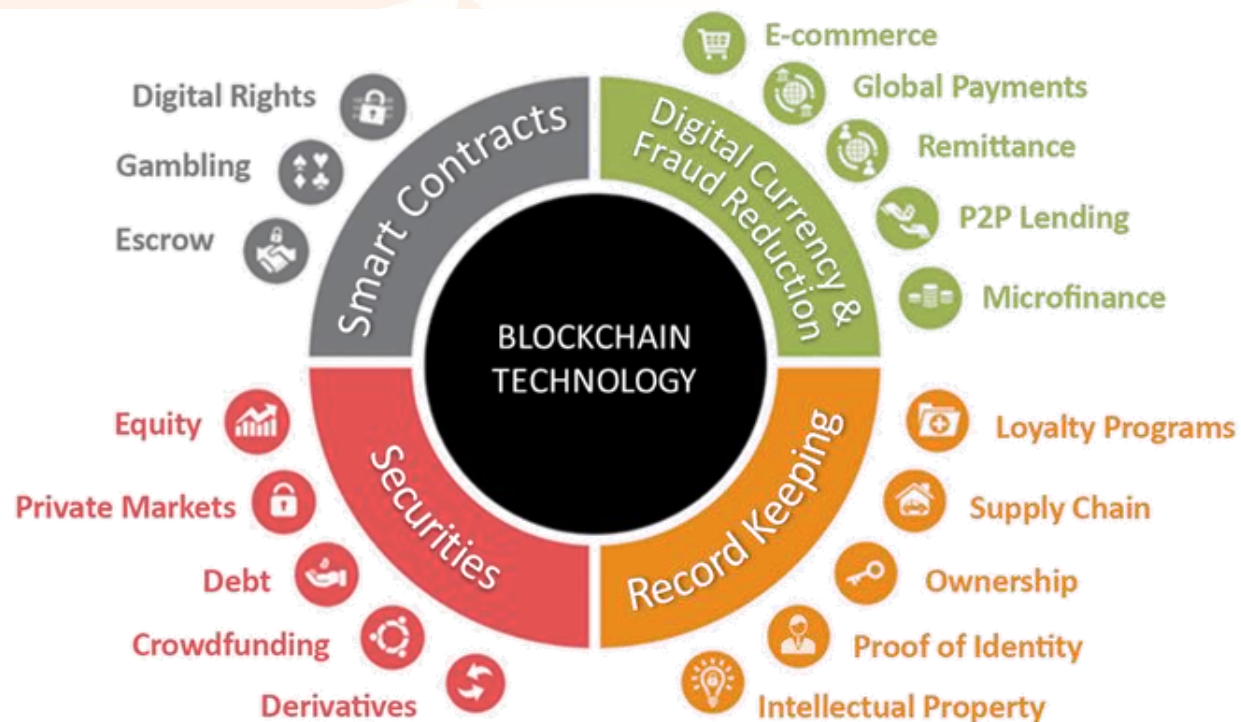 Digital Rights
Gambling
Escrow
Smart Contracts
E-commerce
Global Payments
Remittance
P2P Lending
Microfinance
Digital Currency &
Fraud Reduction
BLOCKCHAIN
TECHNOLOGY
Equity
Private Markets
Debt
Crowdfunding
Derivatives
Securities
Loyalty Programs
Supply Chain
Ownership
Proof of Identity
Intellectual Property
Record Keeping